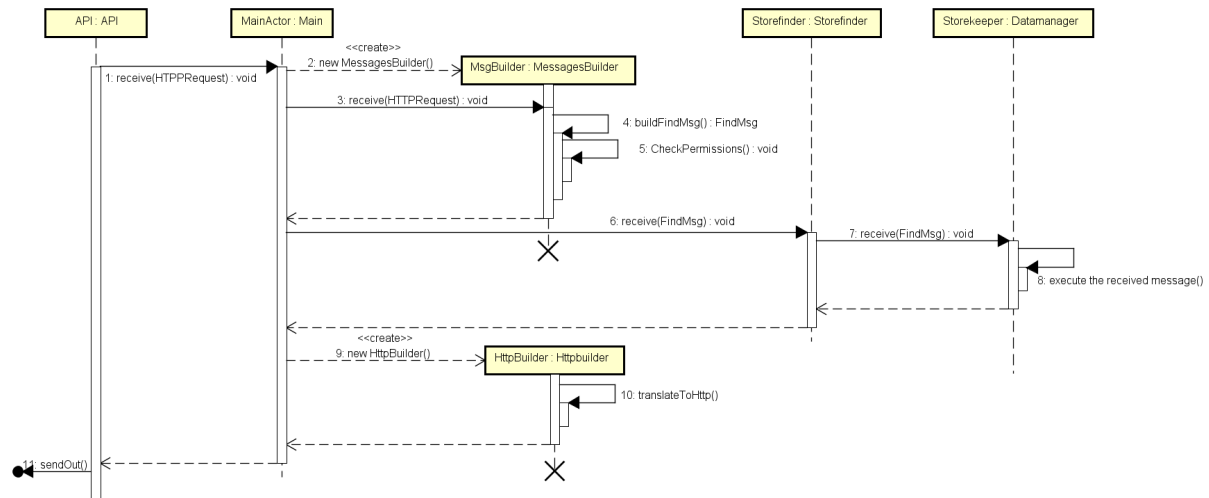 API : API
MainActor : Main
Storefinder : Storefinder
Storekeeper : Datamanager
<<create>>
2: new MessagesBuilder()
MsgBuilder : MessagesBuilder
1: receive(HTPPRequest) : void
3: receive(HTTPRequest) : void
4: buildFindMsg() : FindMsg
5: CheckPermissions() : void
6: receive(FindMsg) : void
7: receive(FindMsg) : void
8: execute the received message()
<<create>>
9: new HttpBuilder()
HttpBuilder : Httpbuilder
10: translateToHttp()
11: sendOut()